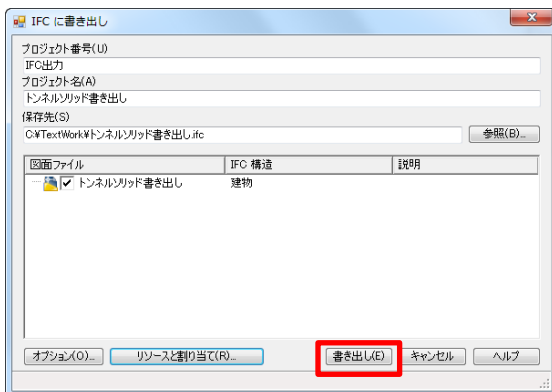 IFC に書き出し
プロジェクト番号(U)
IFC出力
プロジェクト名(A)
トンネルソリッド書き出し
保存先(S)
C:¥TextWork¥トンネルソリッド書き出し.ifc
参照(B)...
図面ファイル IFC 構造 説明
トンネルソリッド書き出し 建物
オプション(O)... リソースと割り当て(R)... 書き出し(E) キャンセル ヘルプ